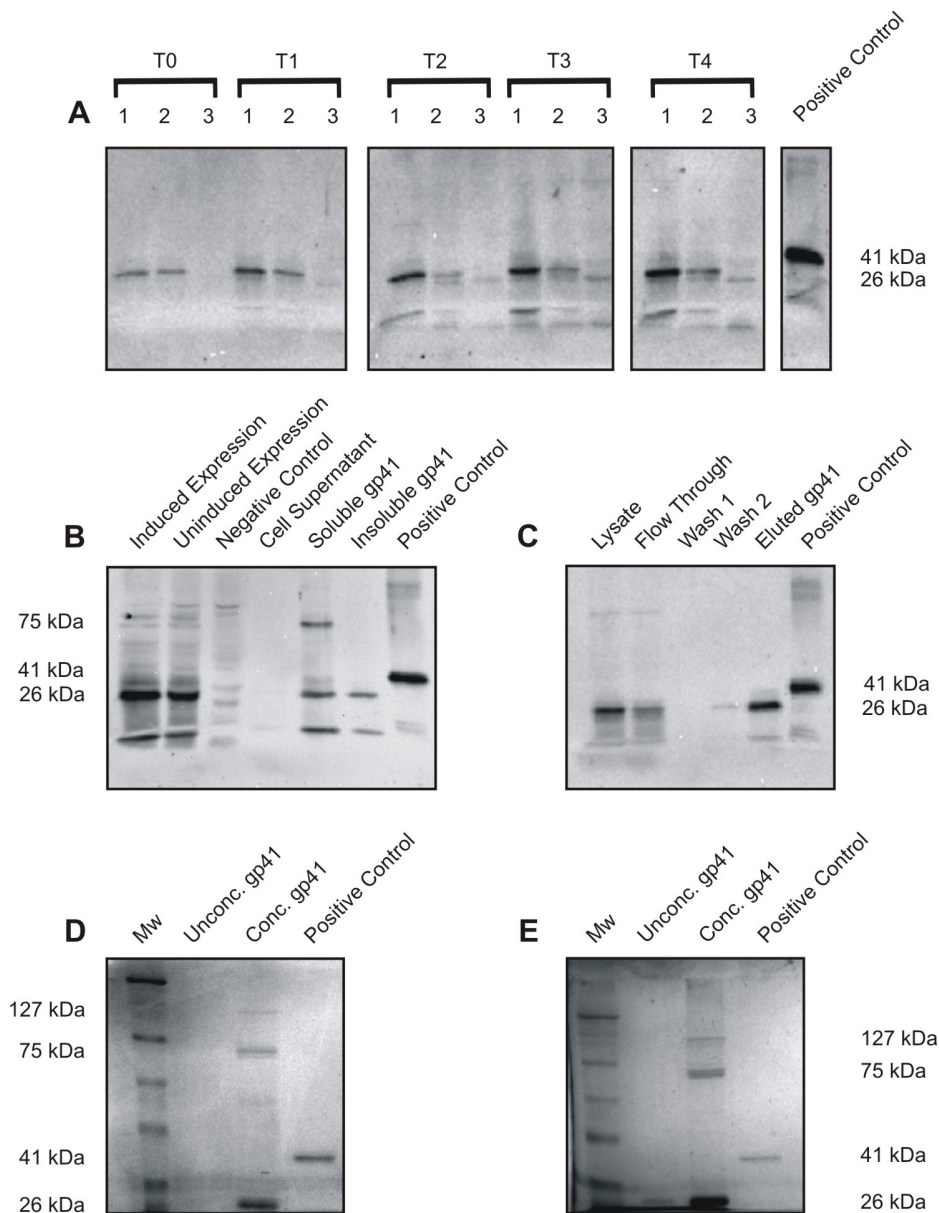 T0 T1 T2 T3 T4 Positive Control
A 1 2 3 1 2 3 1 2 3 1 2 3 1 2 3
41 kDa
26 kDa
B Induced Expression Uninduced Expression Negative Control Cell Supernatant Soluble gp41 Insoluble gp41 Positive Control
75 kDa
41 kDa
26 kDa
C Lysate Flow Through Wash 1 Wash 2 Eluted gp41 Positive Control
41 kDa
26 kDa
D Mw Unconc. gp41 Conc. gp41 Positive Control
127 kDa
75 kDa
41 kDa
26 kDa
E Mw Unconc. gp41 Conc. gp41 Positive Control
127 kDa
75 kDa
41 kDa
26 kDa